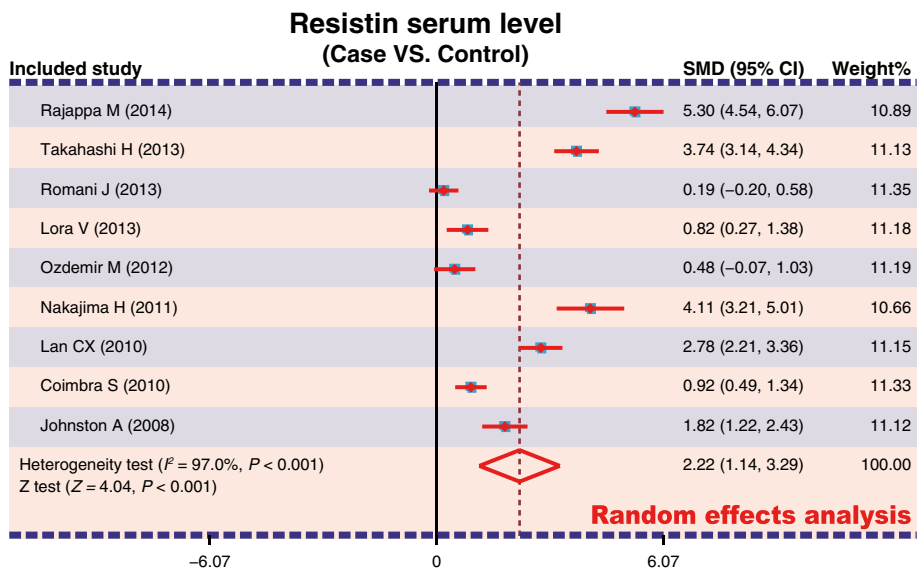 Resistin serum level
(Case VS. Control)
Included study SMD (95% CI) Weight%
Rajappa M (2014) 5.30 (4.54, 6.07) 10.89
Takahashi H (2013) 3.74 (3.14, 4.34) 11.13
Romani J (2013) 0.19 (−0.20, 0.58) 11.35
Lora V (2013) 0.82 (0.27, 1.38) 11.18
Ozdemir M (2012) 0.48 (−0.07, 1.03) 11.19
Nakajima H (2011) 4.11 (3.21, 5.01) 10.66
Lan CX (2010) 2.78 (2.21, 3.36) 11.15
Coimbra S (2010) 0.92 (0.49, 1.34) 11.33
Johnston A (2008) 1.82 (1.22, 2.43) 11.12
Heterogeneity test (I² = 97.0%, P < 0.001) 2.22 (1.14, 3.29) 100.00
Z test (Z = 4.04, P < 0.001)
Random effects analysis
−6.07 0 6.07